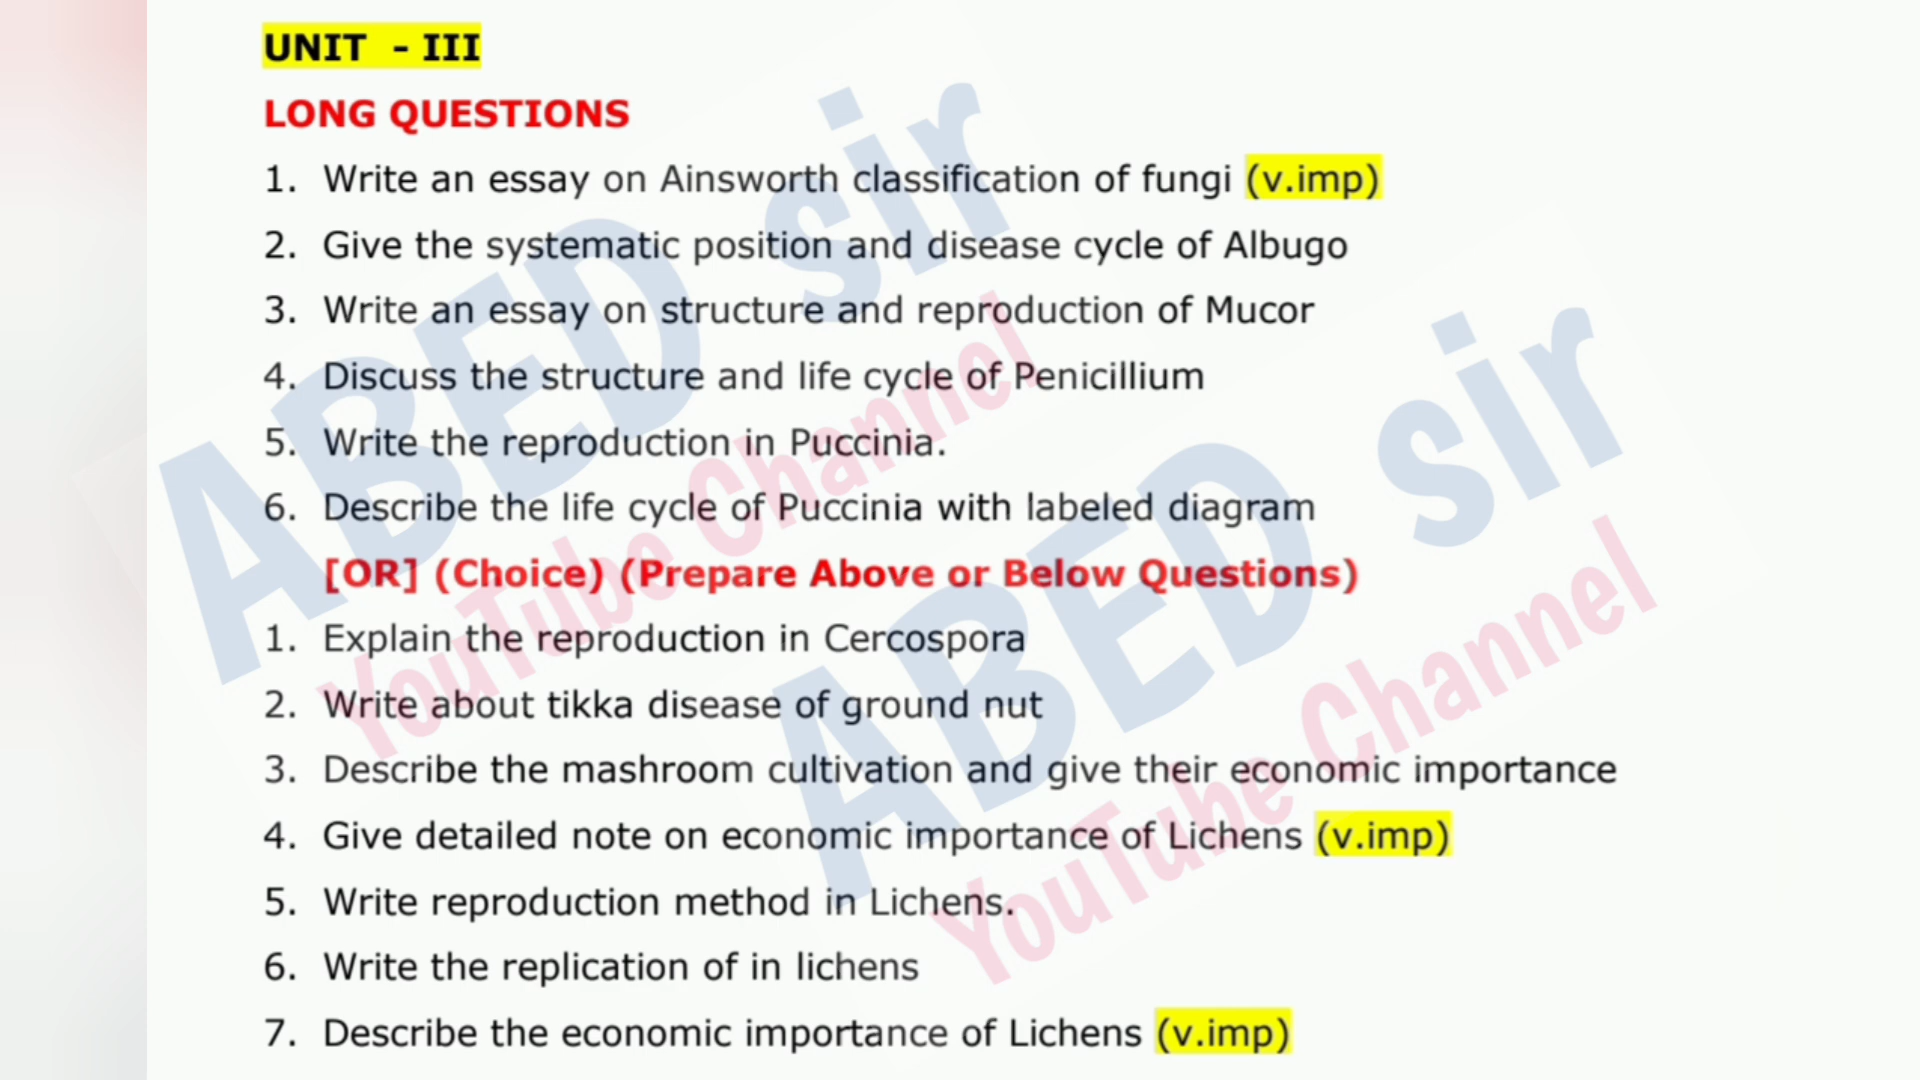 UNIT - III
LONG QUESTIONS
1. Write an essay on Ainsworth classification of fungi (v.imp)
2. Give the systematic position and disease cycle of Albugo
3. Write an essay on structure and reproduction of Mucor
4. Discuss the structure and life cycle of Penicillium
5. Write the reproduction in Puccinia.
6. Describe the life cycle of Puccinia with labeled diagram
[OR] (Choice) (Prepare Above or Below Questions)
1. Explain the reproduction in Cercospora
2. Write about tikka disease of ground nut
3. Describe the mashroom cultivation and give their economic importance
4. Give detailed note on economic importance of Lichens (v.imp)
5. Write reproduction method in Lichens.
6. Write the replication of in lichens
7. Describe the economic importance of Lichens (v.imp)
ABED sir
YouTube Channel
ABED sir
YouTube Channel